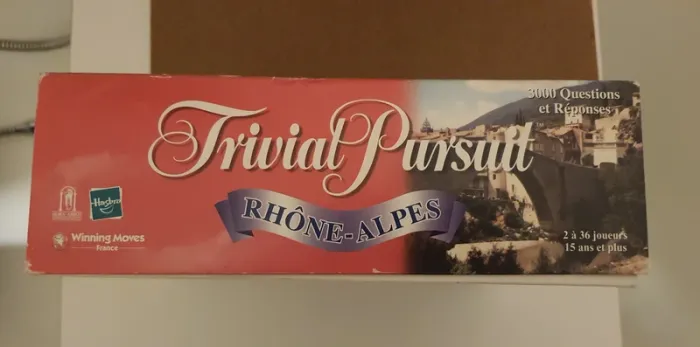 3000 Questions
et Réponses
Trivial Pursuit
RHÔNE-ALPES
Hasbro
Winning Moves
France
2 à 36 joueurs
15 ans et plus